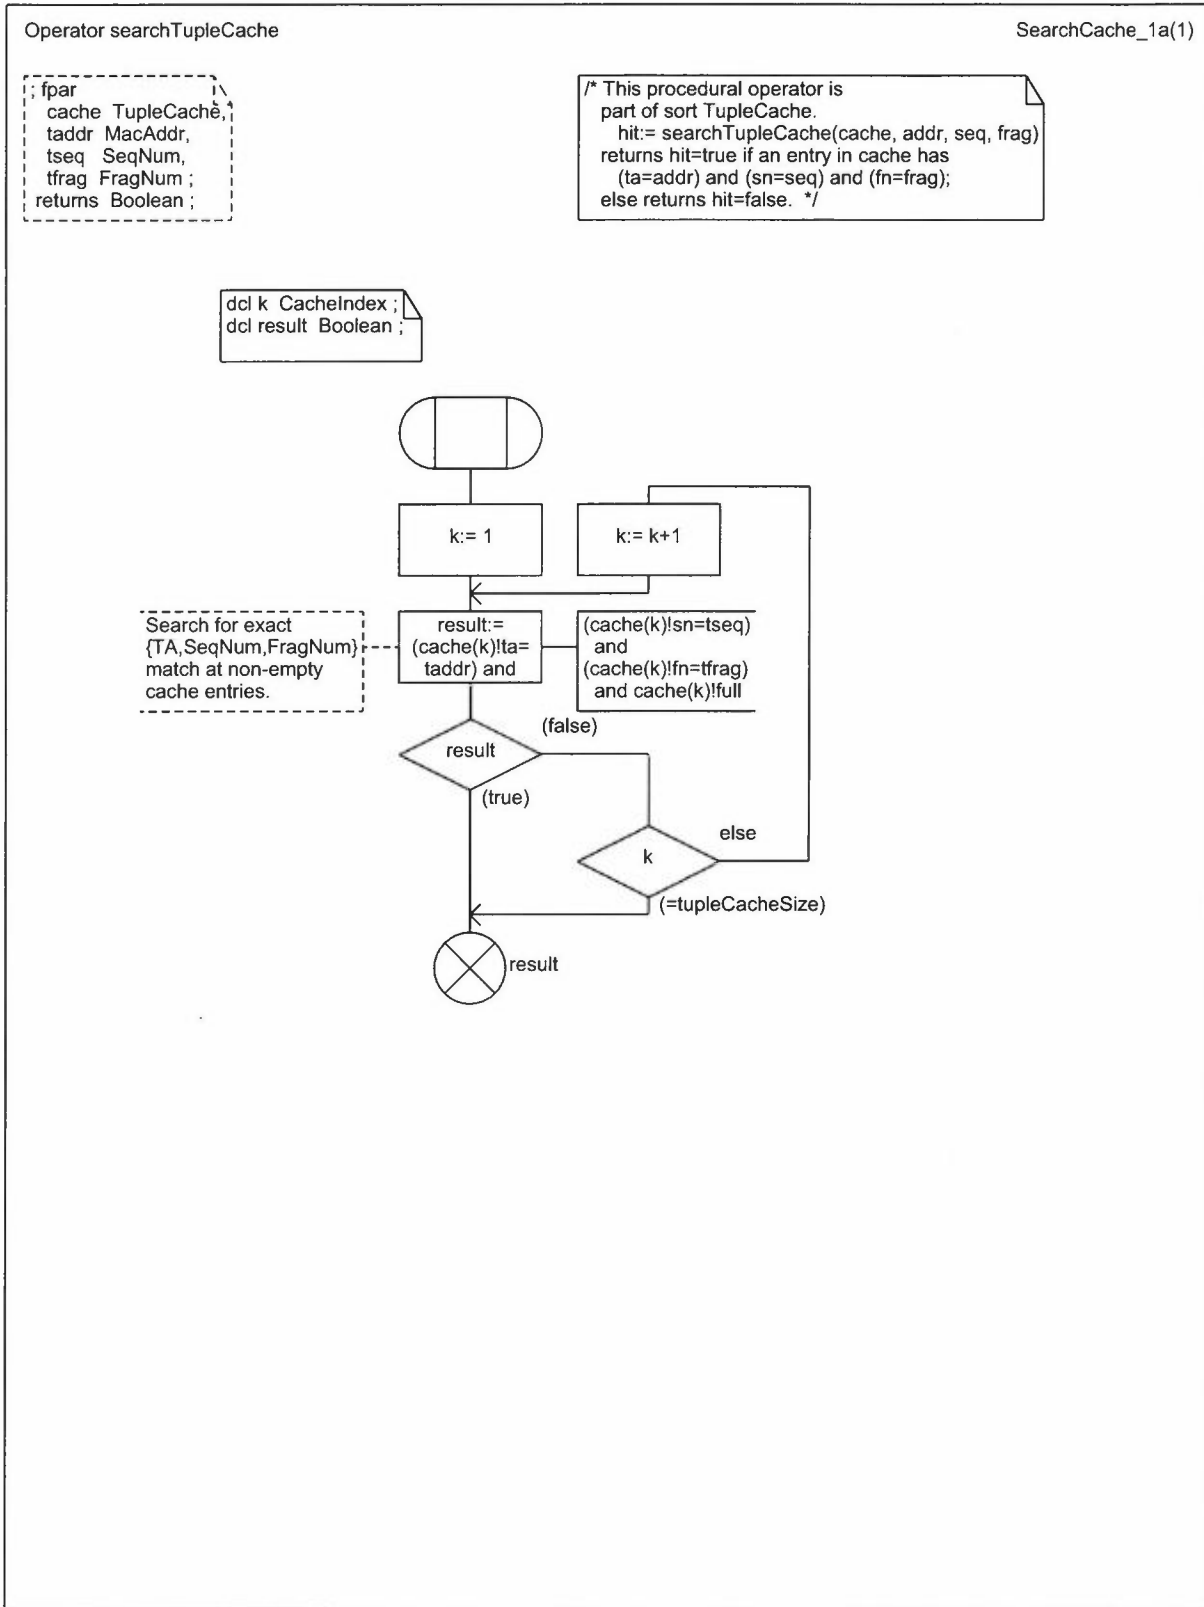 Operator searchTupleCache
SearchCache_1a(1)
; fpar
cache TupleCache,
taddr MacAddr,
tseq SeqNum,
tfrag FragNum ;
returns Boolean ;
/* This procedural operator is
part of sort TupleCache.
hit:= searchTupleCache(cache, addr, seq, frag)
returns hit=true if an entry in cache has
(ta=addr) and (sn=seq) and (fn=frag);
else returns hit=false. */
dcl k CacheIndex ;
dcl result Boolean ;
k:= 1
k:= k+1
Search for exact
{TA,SeqNum,FragNum}
match at non-empty
cache entries.
result:=
(cache(k)!ta=
taddr) and
(cache(k)!sn=tseq)
and
(cache(k)!fn=tfrag)
and cache(k)!full
(false)
result
(true)
else
k
(=tupleCacheSize)
result